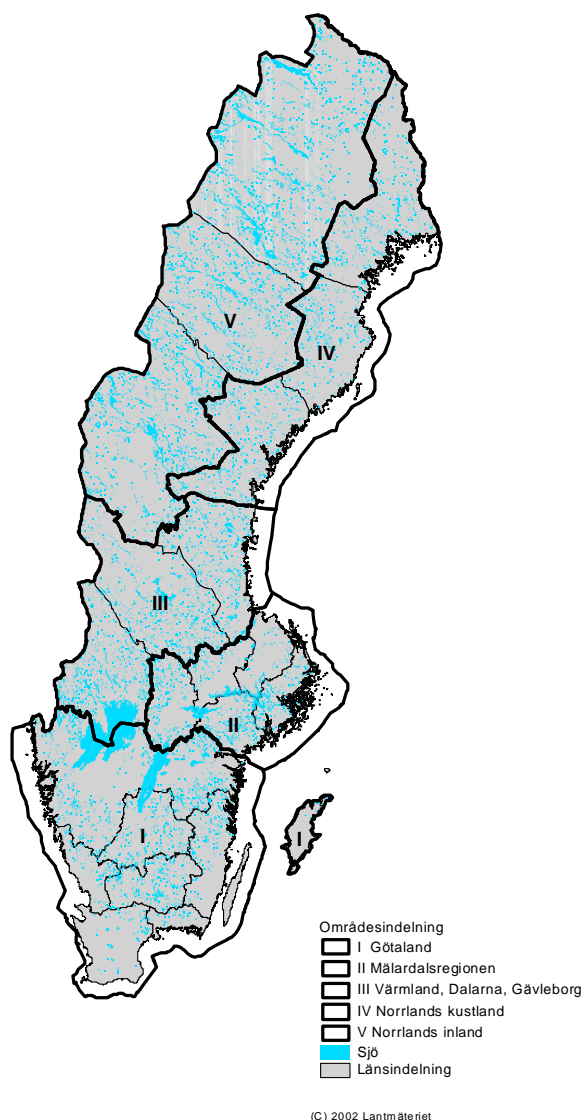 V
IV
III
II
I
I
Områdesindelning
I Götaland
II Mälardalsregionen
III Värmland, Dalarna, Gävleborg
IV Norrlands kustland
V Norrlands inland
Sjö
Länsindelning
(C) 2002 Lantmäteriet